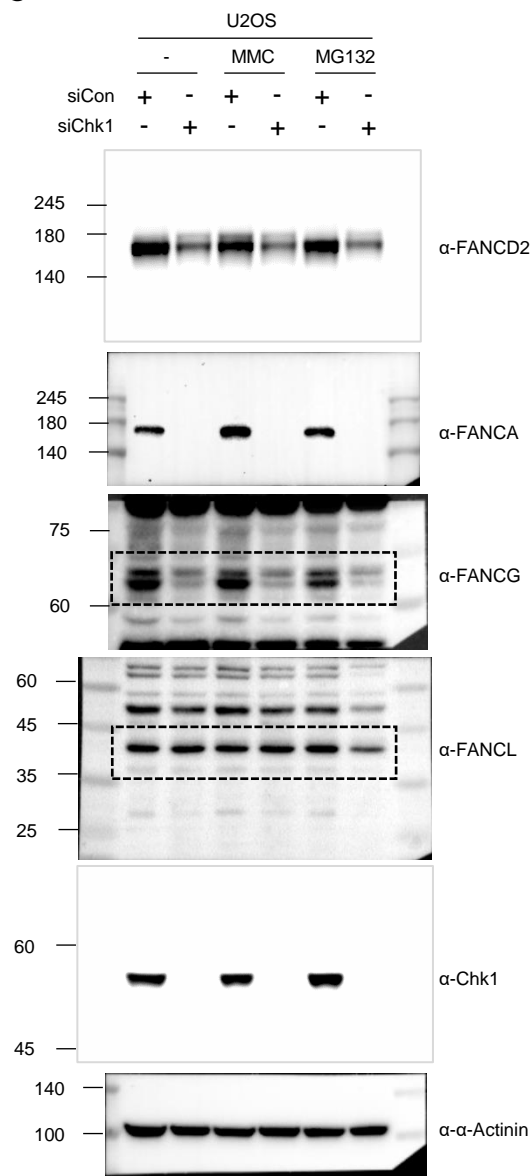 U2OS
- MMC MG132
siCon + - + - + -
siChk1 - + - + - +
245
180
140
α-FANCD2
245
180
140
α-FANCA
75
60
α-FANCG
60
45
35
25
α-FANCL
60
45
α-Chk1
140
100
α-α-Actinin